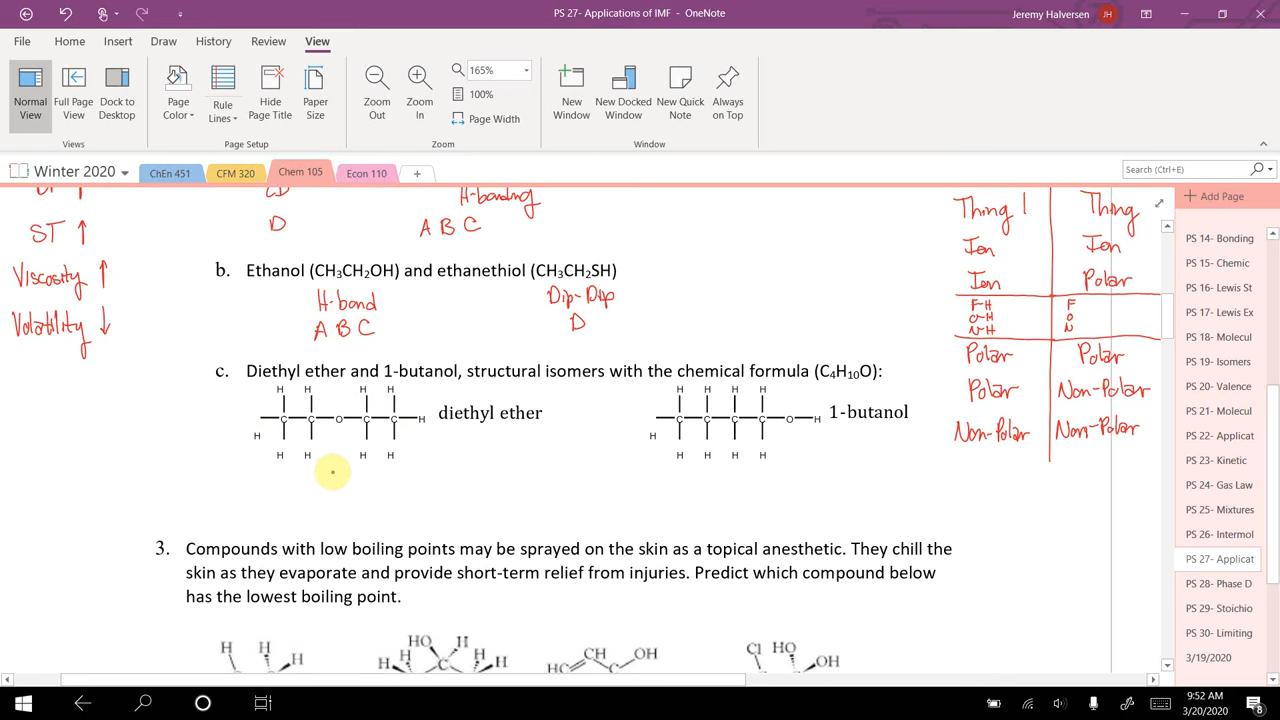 PS 27- Applications of IMF - OneNote
Jeremy Halversen JH
File Home Insert Draw History Review View
Normal View
Full Page View
Dock to Desktop
Views
Page Color
Rule Lines
Hide Page Title
Paper Size
Page Setup
Zoom Out
Zoom In
165%
100%
Page Width
Zoom
New Window
New Docked Window
New Quick Note
Always on Top
Window
Winter 2020 ChEn 451 CFM 320 Chem 105 Econ 110 +
Search (Ctrl+E)
H-bonding
D A B C
ST ↑
Viscosity ↑
Volatility ↓
b. Ethanol (CH3CH2OH) and ethanethiol (CH3CH2SH)
H-bond Dip-Dip
A B C D
c. Diethyl ether and 1-butanol, structural isomers with the chemical formula (C4H10O):
H H H H
H C C O C C H
H H H H
diethyl ether
H H H H
H C C C C O H
H H H H
1-butanol
3. Compounds with low boiling points may be sprayed on the skin as a topical anesthetic. They chill the
skin as they evaporate and provide short-term relief from injuries. Predict which compound below
has the lowest boiling point.
H H H
HO H H H H
HC CH OH
Cl HO OH
Thing 1 Thing
Ion Ion
Ion Polar
F-H F
O-H O
N-H N
Polar Polar
Polar Non-Polar
Non-Polar Non-Polar
Add Page
PS 14- Bonding
PS 15- Chemic
PS 16- Lewis St
PS 17- Lewis Ex
PS 18- Molecul
PS 19- Isomers
PS 20- Valence
PS 21- Molecul
PS 22- Applicat
PS 23- Kinetic
PS 24- Gas Law
PS 25- Mixtures
PS 26- Intermol
PS 27- Applicat
PS 28- Phase D
PS 29- Stoichio
PS 30- Limiting
3/19/2020
9:52 AM
3/20/2020
8